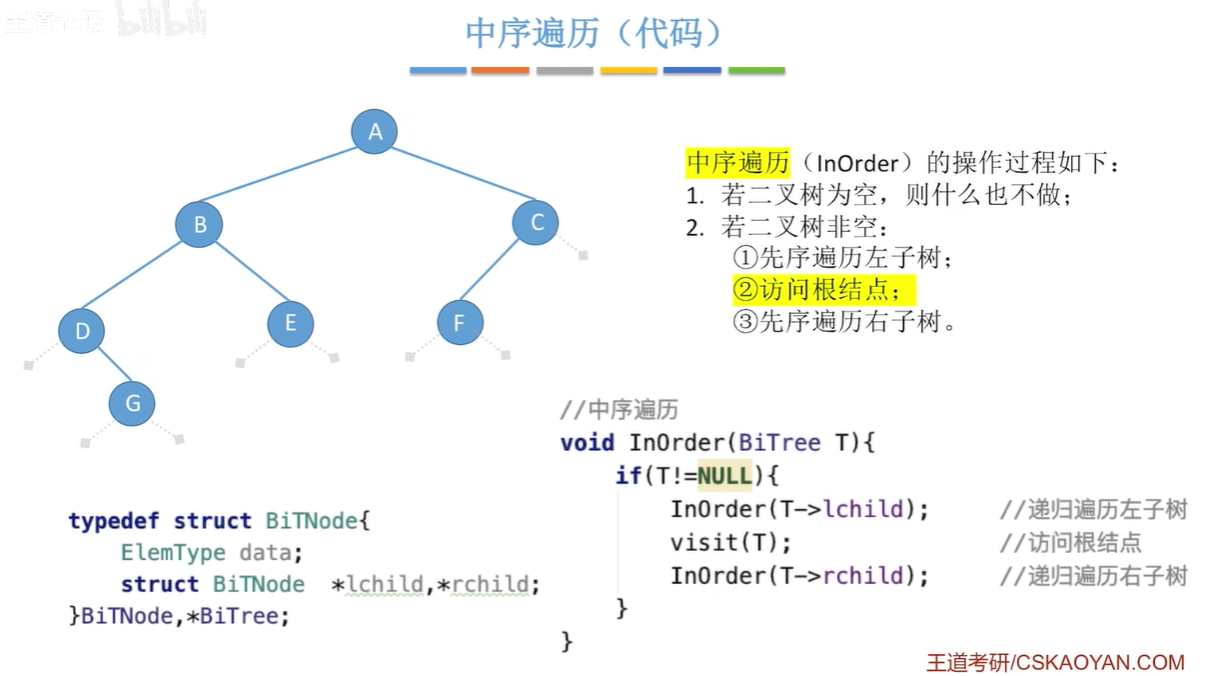 王道论坛 bilibili
中序遍历（代码）
A
B
C
D
E
F
G
中序遍历（InOrder）的操作过程如下：
1. 若二叉树为空，则什么也不做；
2. 若二叉树非空：
①先序遍历左子树；
②访问根结点；
③先序遍历右子树。
typedef struct BiTNode{
ElemType data;
struct BiTNode *lchild,*rchild;
}BiTNode,*BiTree;
//中序遍历
void InOrder(BiTree T){
if(T!=NULL){
InOrder(T->lchild); //递归遍历左子树
visit(T); //访问根结点
InOrder(T->rchild); //递归遍历右子树
}
}
王道考研/CSKAOYAN.COM